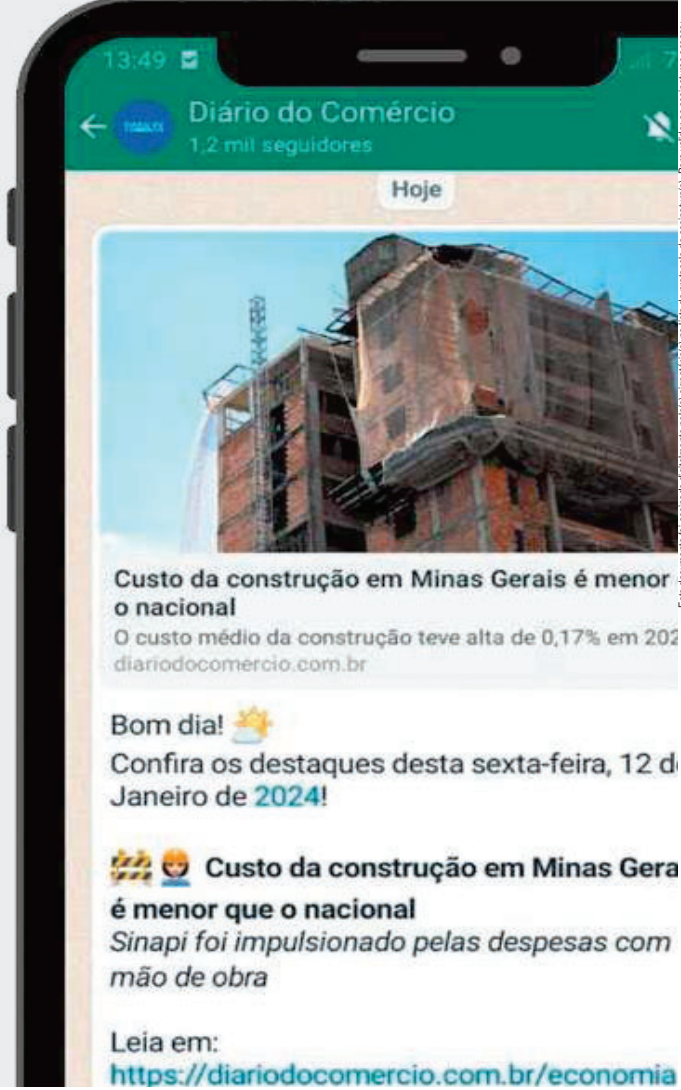 13:49
Diário do Comércio
1,2 mil seguidores
Hoje
Custo da construção em Minas Gerais é menor
o nacional
O custo médio da construção teve alta de 0,17% em 202
diariodocomercio.com.br
Bom dia!
Confira os destaques desta sexta-feira, 12 d
Janeiro de 2024!
Custo da construção em Minas Gera
é menor que o nacional
Sinapi foi impulsionado pelas despesas com
mão de obra
Leia em:
https://diariodocomercio.com.br/economia